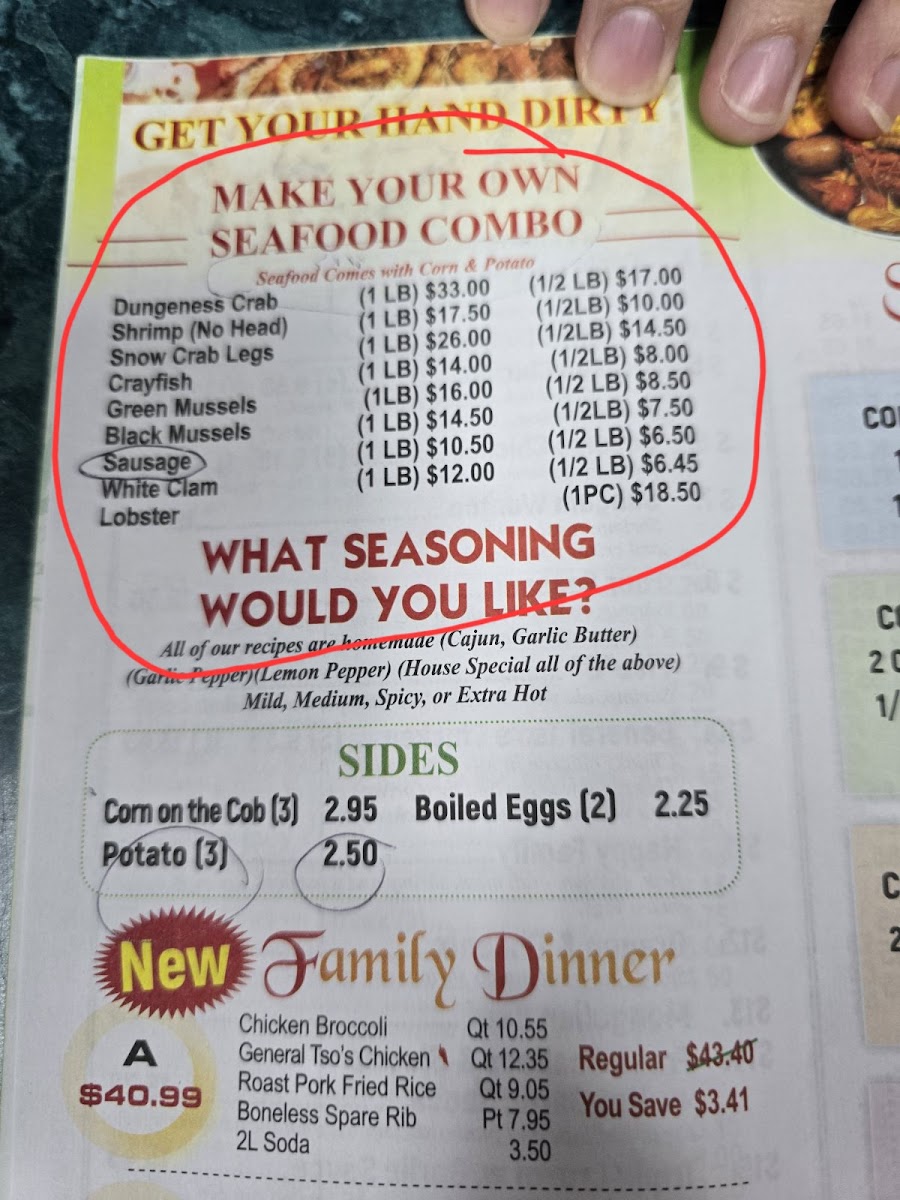 GET YOUR HAND DIRTY
MAKE YOUR OWN
SEAFOOD COMBO
Seafood Comes with Corn & Potato
Dungeness Crab (1 LB) $33.00 (1/2 LB) $17.00
Shrimp (No Head) (1 LB) $17.50 (1/2LB) $10.00
Snow Crab Legs (1 LB) $26.00 (1/2LB) $14.50
Crayfish (1 LB) $14.00 (1/2LB) $8.00
Green Mussels (1LB) $16.00 (1/2 LB) $8.50
Black Mussels (1 LB) $14.50 (1/2LB) $7.50
Sausage (1 LB) $10.50 (1/2 LB) $6.50
White Clam (1 LB) $12.00 (1/2 LB) $6.45
Lobster (1PC) $18.50
WHAT SEASONING
WOULD YOU LIKE?
All of our recipes are homemade (Cajun, Garlic Butter)
(Garlic Pepper)(Lemon Pepper) (House Special all of the above)
Mild, Medium, Spicy, or Extra Hot
SIDES
Corn on the Cob (3) 2.95 Boiled Eggs (2) 2.25
Potato (3) 2.50
New Family Dinner
A
$40.99
Chicken Broccoli Qt 10.55
General Tso's Chicken Qt 12.35
Roast Pork Fried Rice Qt 9.05
Boneless Spare Rib Pt 7.95
2L Soda 3.50
Regular $43.40
You Save $3.41